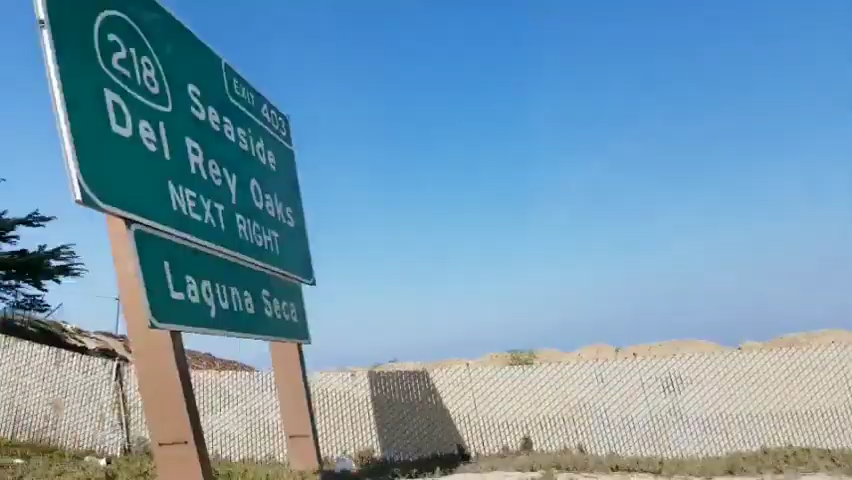 EXIT 403
218 Seaside
Del Rey Oaks
NEXT RIGHT
Laguna Seca